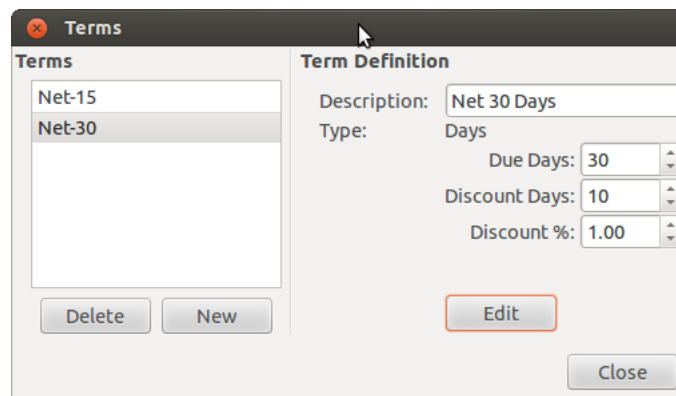 Terms
Terms
Net-15
Net-30
Delete
New
Term Definition
Description: Net 30 Days
Type: Days
Due Days: 30
Discount Days: 10
Discount %: 1.00
Edit
Close